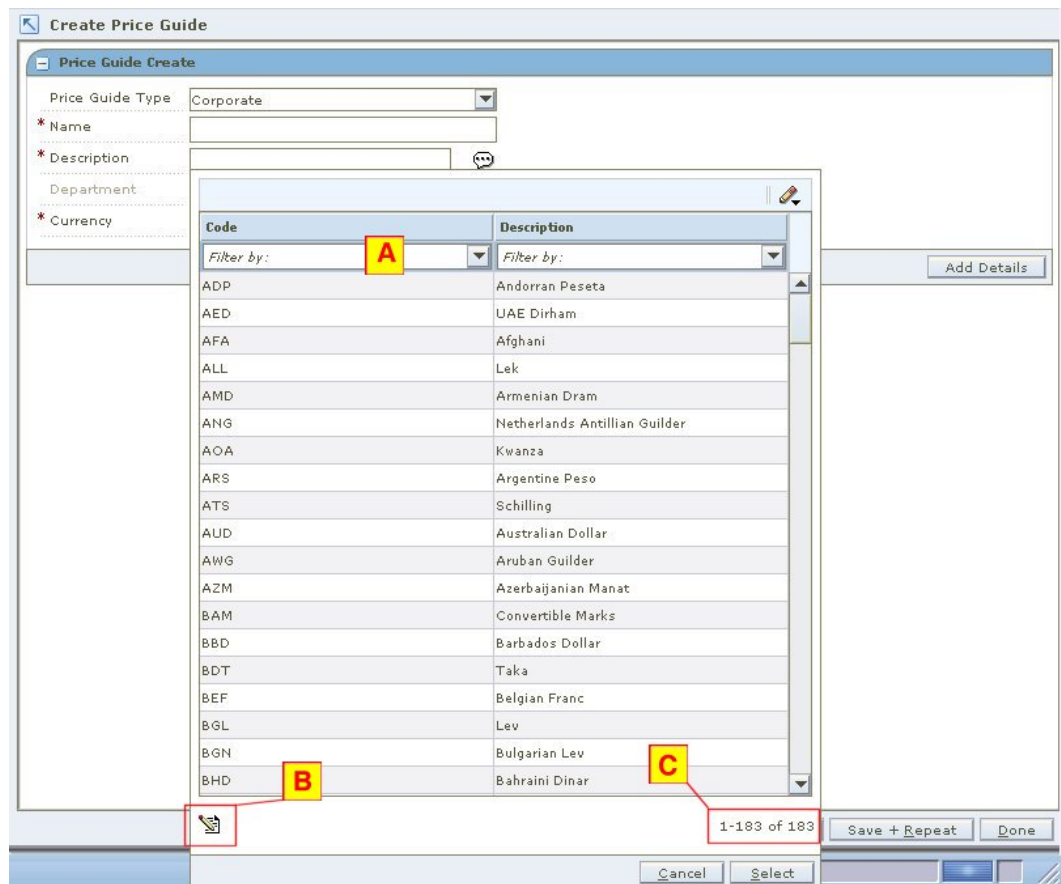 Create Price Guide
Price Guide Create
Price Guide Type Corporate
* Name
* Description
Department
* Currency
Code Description
Filter by: A Filter by:
Add Details
ADP Andorran Peseta
AED UAE Dirham
AFA Afghani
ALL Lek
AMD Armenian Dram
ANG Netherlands Antillian Guilder
AOA Kwanza
ARS Argentine Peso
ATS Schilling
AUD Australian Dollar
AWG Aruban Guilder
AZM Azerbaijanian Manat
BAM Convertible Marks
BBD Barbados Dollar
BDT Taka
BEF Belgian Franc
BGL Lev
BGN Bulgarian Lev
BHD Bahraini Dinar
B C
1-183 of 183 Save + Repeat Done
Cancel Select